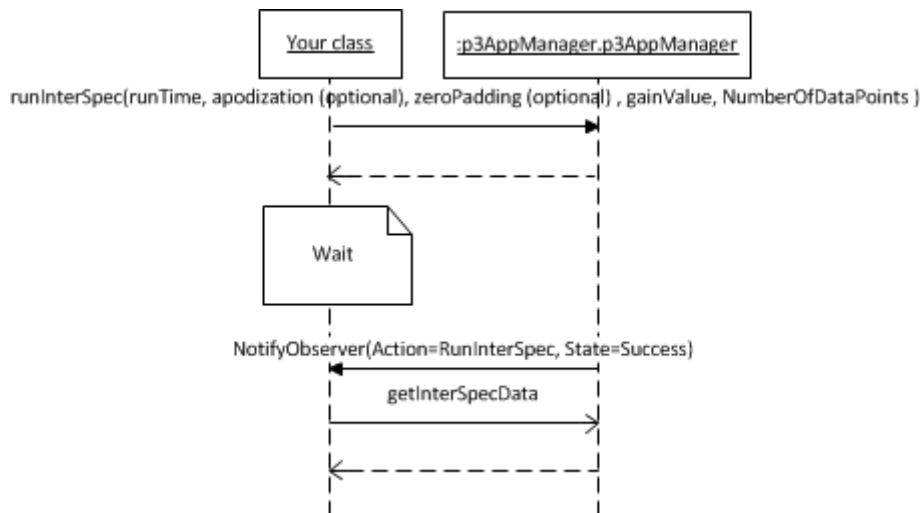 Your class
:p3AppManager.p3AppManager
runInterSpec(runTime, apodization (optional), zeroPadding (optional) , gainValue, NumberOfDataPoints )
Wait
NotifyObserver(Action=RunInterSpec, State=Success)
getInterSpecData